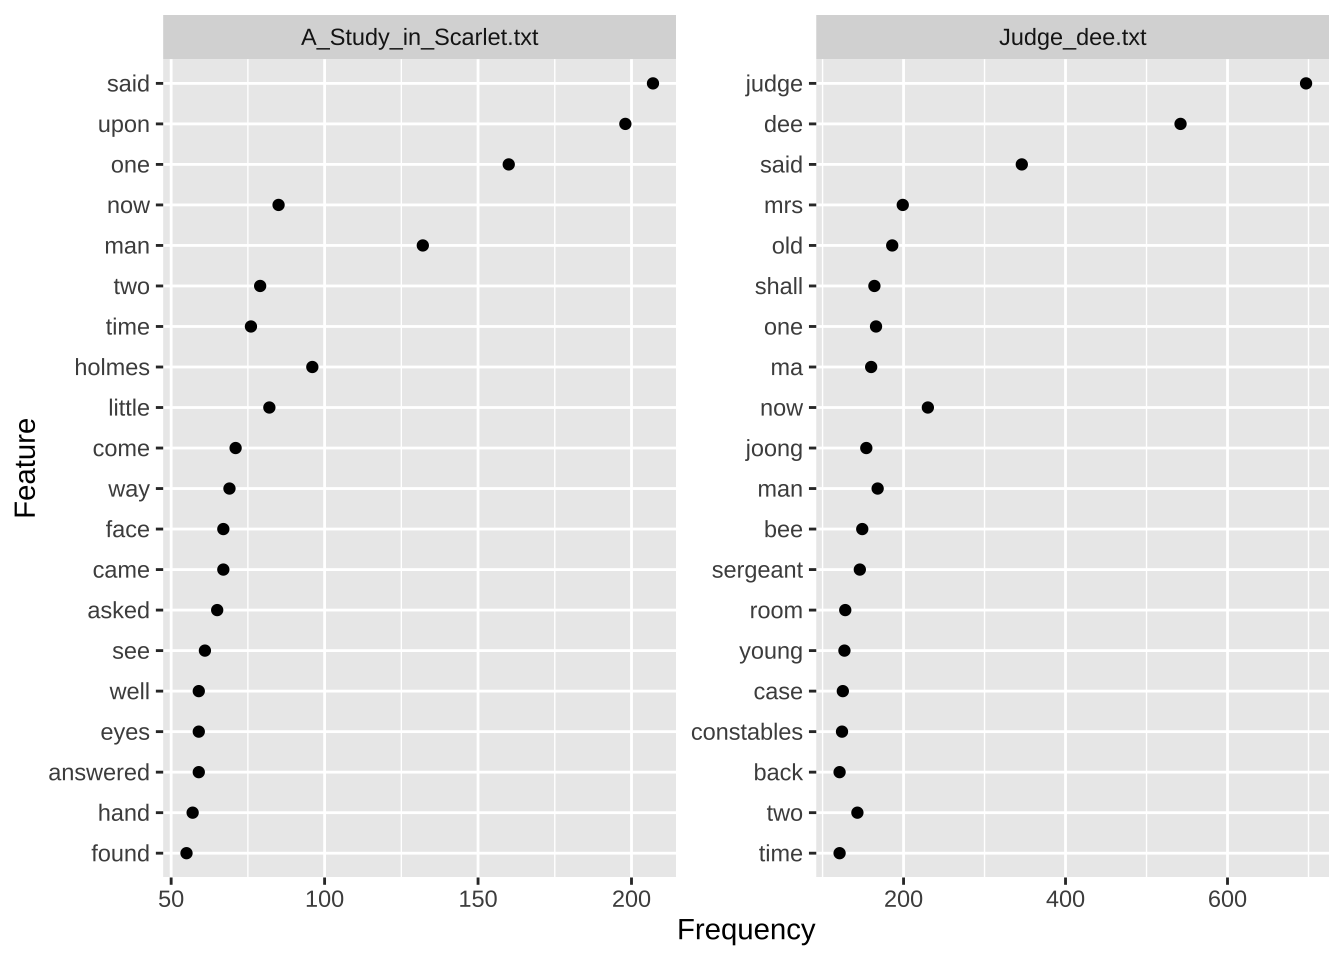 A_Study_in_Scarlet.txt
said
upon
one
now
man
two
time
holmes
little
come
way
face
came
asked
see
well
eyes
answered
hand
found
50 100 150 200
Judge_dee.txt
judge
dee
said
mrs
old
shall
one
ma
now
joong
man
bee
sergeant
room
young
case
constables
back
two
time
200 400 600
Feature
Frequency